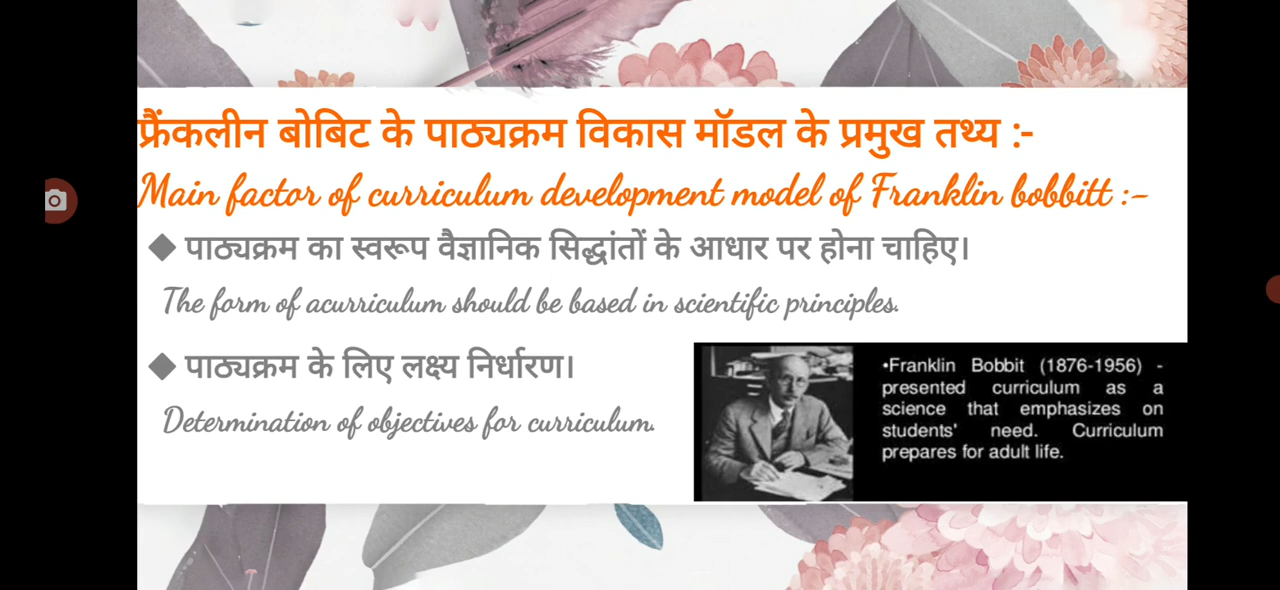 फ्रैंकलीन बोबिट के पाठ्यक्रम विकास मॉडल के प्रमुख तथ्य :-
Main factor of curriculum development model of Franklin bobbitt :-
◆ पाठ्यक्रम का स्वरूप वैज्ञानिक सिद्धांतों के आधार पर होना चाहिए।
The form of acurriculum should be based in scientific principles.
◆ पाठ्यक्रम के लिए लक्ष्य निर्धारण।
Determination of objectives for curriculum.
•Franklin Bobbit (1876-1956) -
presented curriculum as a
science that emphasizes on
students' need. Curriculum
prepares for adult life.